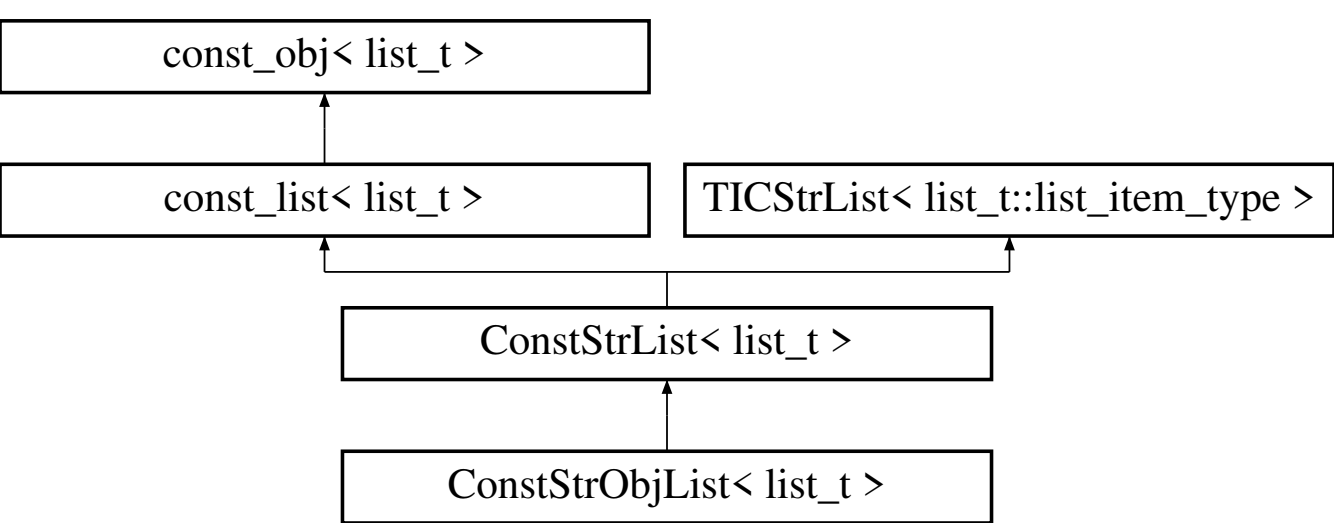 const_obj< list_t >
const_list< list_t >
TICStrList< list_t::list_item_type >
ConstStrList< list_t >
ConstStrObjList< list_t >